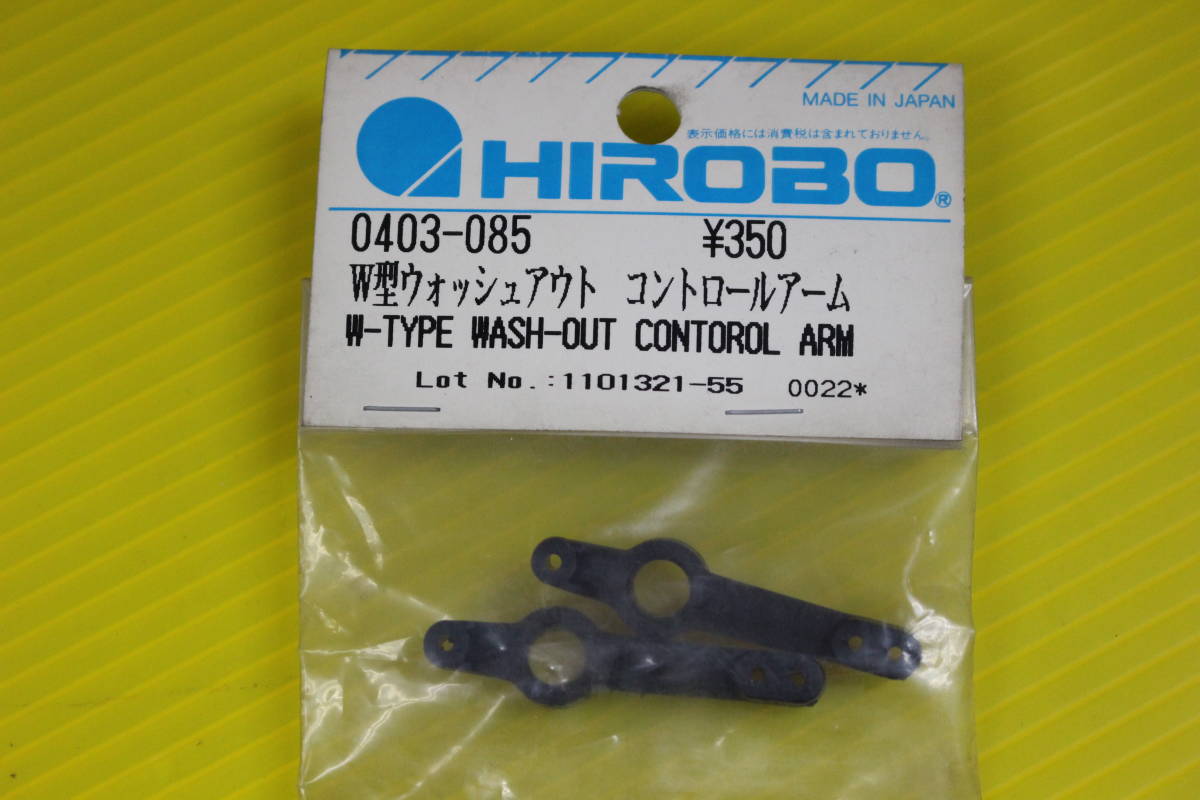 MADE IN JAPAN
表示価格には消費税は含まれておりません。
HIROBO®
0403-085 ¥350
W型ウォッシュアウト コントロールアーム
W-TYPE WASH-OUT CONTOROL ARM
Lot No.:1101321-55 0022*